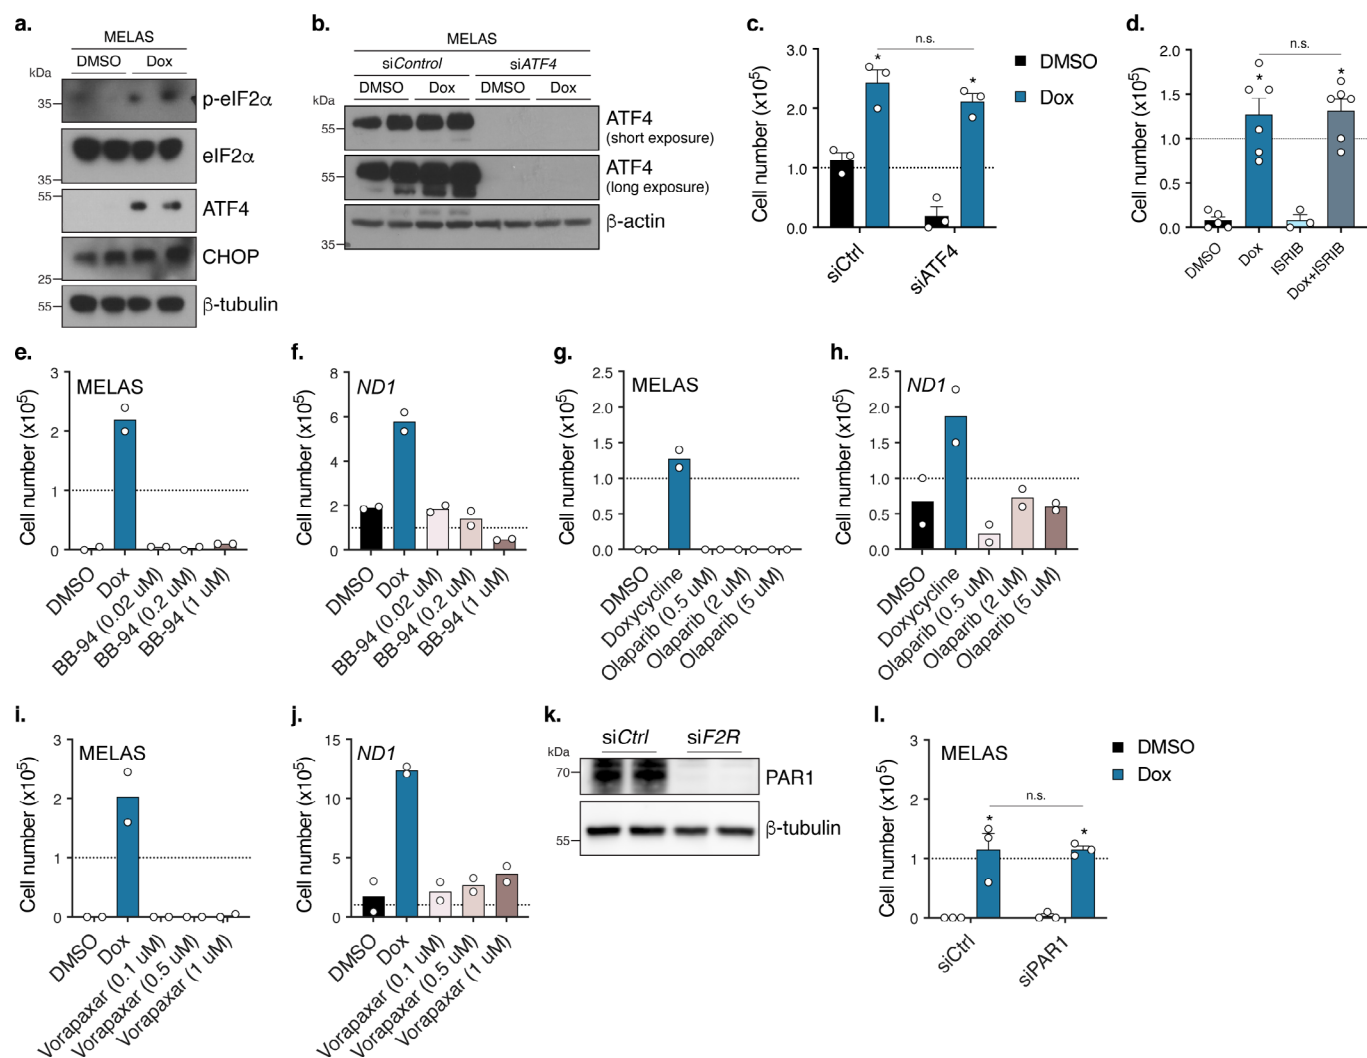 a.
MELAS
DMSO Dox
kDa
35
p-eIF2α
eIF2α
35
55
ATF4
CHOP
25
55
β-tubulin
b.
MELAS
siControl siATF4
DMSO Dox DMSO Dox
kDa
55
ATF4
(short exposure)
55
ATF4
(long exposure)
β-actin
35
c.
Cell number (x10⁵)
3.0
2.0
1.0
0.0
n.s.
*
*
siCtrl
siATF4
DMSO
Dox
d.
Cell number (x10⁵)
2.0
1.5
1.0
0.5
0.0
n.s.
*
*
DMSO
Dox
ISRIB
Dox+ISRIB
e.
MELAS
Cell number (x10⁵)
3
2
1
0
DMSO
Dox
BB-94 (0.02 uM)
BB-94 (0.2 uM)
BB-94 (1 uM)
f.
ND1
Cell number (x10⁵)
8
6
4
2
0
DMSO
Dox
BB-94 (0.02 uM)
BB-94 (0.2 uM)
BB-94 (1 uM)
g.
MELAS
Cell number (x10⁵)
2.5
2.0
1.5
1.0
0.5
0.0
DMSO
Doxycycline
Olaparib (0.5 uM)
Olaparib (2 uM)
Olaparib (5 uM)
h.
ND1
Cell number (x10⁵)
2.5
2.0
1.5
1.0
0.5
0.0
DMSO
Doxycycline
Olaparib (0.5 uM)
Olaparib (2 uM)
Olaparib (5 uM)
i.
MELAS
Cell number (x10⁵)
3
2
1
0
DMSO
Dox
Vorapaxar (0.1 uM)
Vorapaxar (0.5 uM)
Vorapaxar (1 uM)
j.
ND1
Cell number (x10⁵)
15
10
5
0
DMSO
Dox
Vorapaxar (0.1 uM)
Vorapaxar (0.5 uM)
Vorapaxar (1 uM)
k.
siCtrl siF2R
kDa
70
PAR1
β-tubulin
55
l.
MELAS
Cell number (x10⁵)
3
2
1
0
n.s.
*
*
siCtrl
siPAR1
DMSO
Dox